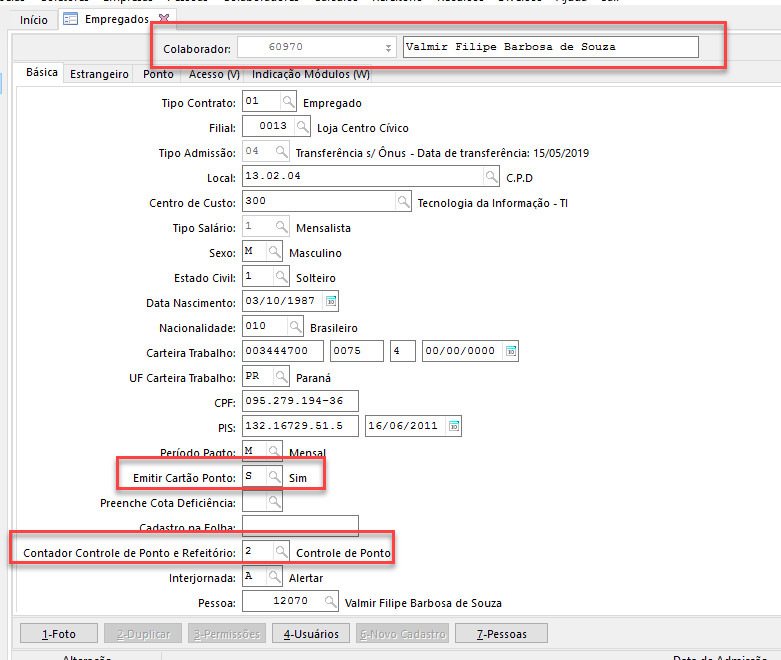 Início Empregados
Colaborador: 60970 Valmir Filipe Barbosa de Souza
Básica Estrangeiro Ponto Acesso (V) Indicação Módulos (W)
Tipo Contrato: 01 Empregado
Filial: 0013 Loja Centro Cívico
Tipo Admissão: 04 Transferência s/ Ônus - Data de transferência: 15/05/2019
Local: 13.02.04 C.P.D
Centro de Custo: 300 Tecnologia da Informação - TI
Tipo Salário: 1 Mensalista
Sexo: M Masculino
Estado Civil: 1 Solteiro
Data Nascimento: 03/10/1987
Nacionalidade: 010 Brasileiro
Carteira Trabalho: 003444700 0075 4 00/00/0000
UF Carteira Trabalho: PR Paraná
CPF: 095.279.194-36
PIS: 132.16729.51.5 16/06/2011
Período Pagto: M Mensal
Emitir Cartão Ponto: S Sim
Preenche Cota Deficiência:
Cadastro na Folha:
Contador Controle de Ponto e Refeitório: 2 Controle de Ponto
Interjornada: A Alertar
Pessoa: 12070 Valmir Filipe Barbosa de Souza
1-Foto 2-Duplicar 3-Permissões 4-Usuários 6-Novo Cadastro 7-Pessoas
Alteração Data de Admissão